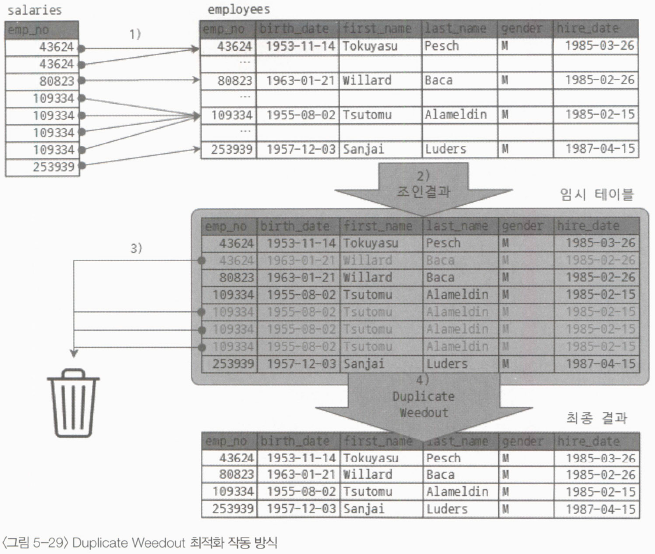 salaries
employees
emp_no
43624
43624
80823
109334
109334
109334
109334
253939
1)
emp_no birth_date first_name last_name gender hire_date
43624 1953-11-14 Tokuyasu Pesch M 1985-03-26
...
80823 1963-01-21 Willard Baca M 1985-02-26
...
109334 1955-08-02 Tsutomu Alameldin M 1985-02-15
...
253939 1957-12-03 Sanjai Luders M 1987-04-15
2)
조인결과
임시 테이블
emp_no birth_date first_name last_name gender hire_date
43624 1953-11-14 Tokuyasu Pesch M 1985-03-26
43624 1963-01-21 Willard Baca M 1985-02-26
80823 1963-01-21 Willard Baca M 1985-02-26
109334 1955-08-02 Tsutomu Alameldin M 1985-02-15
109334 1955-08-02 Tsutomu Alameldin M 1985-02-15
109334 1955-08-02 Tsutomu Alameldin M 1985-02-15
109334 1955-08-02 Tsutomu Alameldin M 1985-02-15
253939 1957-12-03 Sanjai Luders M 1987-04-15
3)
4)
Duplicate
Weedout
최종 결과
emp_no birth_date first_name last_name gender hire_date
43624 1953-11-14 Tokuyasu Pesch M 1985-03-26
80823 1963-01-21 Willard Baca M 1985-02-26
109334 1955-08-02 Tsutomu Alameldin M 1985-02-15
253939 1957-12-03 Sanjai Luders M 1987-04-15
〈그림 5-29〉 Duplicate Weedout 최적화 작동 방식